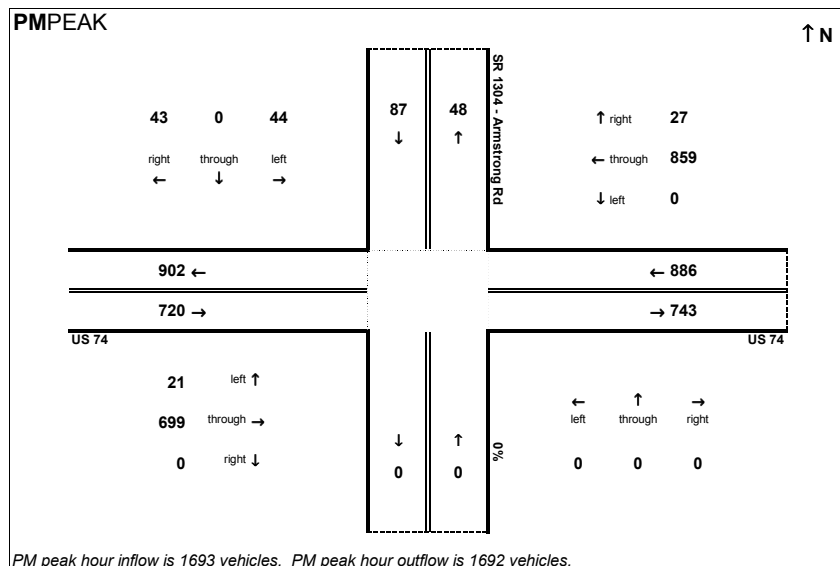 PMPEAK
↑ N
SR 1304 - Armstrong Rd
43 0 44
right through left
← ↓ →
87 48
↓ ↑
↑ right 27
← through 859
↓ left 0
902 ←
← 886
720 →
→ 743
US 74
US 74
21 left ↑
699 through →
0 right ↓
↓ ↑
0 0
0%
← ↑ →
left through right
0 0 0
PM peak hour inflow is 1693 vehicles. PM peak hour outflow is 1692 vehicles.